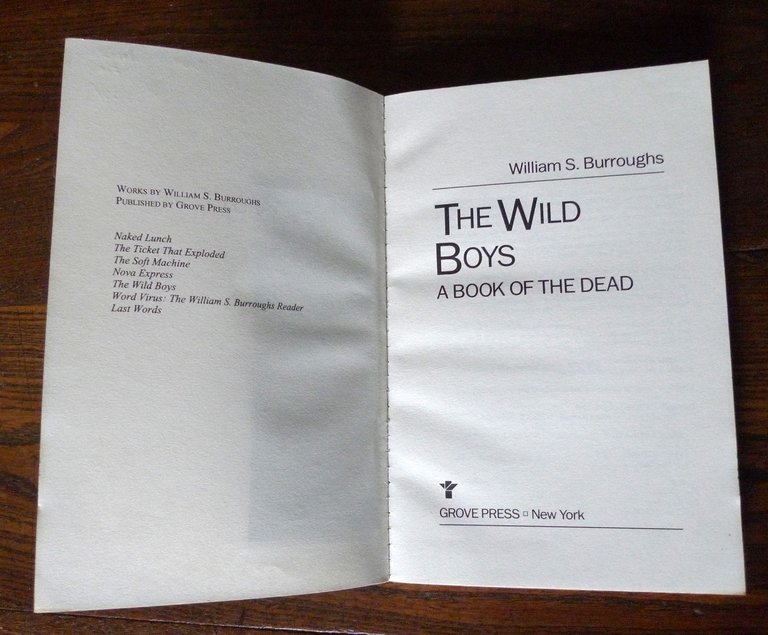 WORKS BY WILLIAM S. BURROUGHS
PUBLISHED BY GROVE PRESS
Naked Lunch
The Ticket That Exploded
The Soft Machine
Nova Express
The Wild Boys
Word Virus: The William S. Burroughs Reader
Last Words
William S. Burroughs
THE WILD
BOYS
A BOOK OF THE DEAD
GROVE PRESS ▫ New York